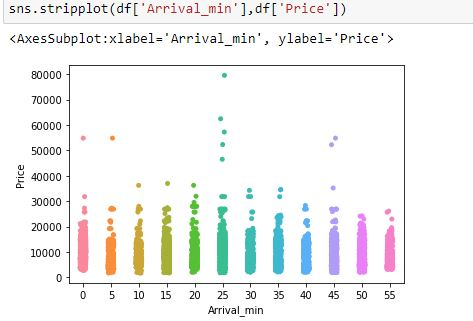 sns.stripplot(df['Arrival_min'],df['Price'])
<AxesSubplot:xlabel='Arrival_min', ylabel='Price'>
80000
70000
60000
50000
40000
30000
20000
10000
0
Price
0 5 10 15 20 25 30 35 40 45 50 55
Arrival_min